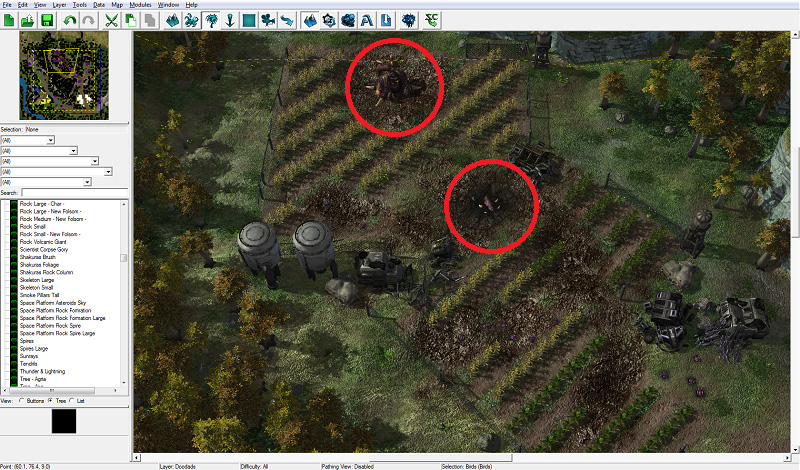 File Edit View Layer Tools Data Map Modules Window Help
Selection: None
(All)
(All)
(All)
(All)
(All)
Search:
Rock Large - Char -
Rock Large - New Folsom -
Rock Medium - New Folsom -
Rock Small
Rock Small - New Folsom -
Rock Volcanic Giant
Scientist Corpse Gory
Shakuras Brush
Shakuras Foliage
Shakuras Rock Column
Skeleton Large
Skeleton Small
Smoke Pillars Tall
Space Platform Asteroids Sky
Space Platform Rock Formation
Space Platform Rock Formation Large
Space Platform Rock Spire
Space Platform Rock Spire Large
Spires
Spires Large
Sunrays
Tendrils
Thunder & Lightning
Tree - Agria
View: Buttons Tree List
Point: (60.1, 76.4, 9.0) Layer: Doodads Difficulty: All Pathing View: Disabled Selection: Birds (Birds)